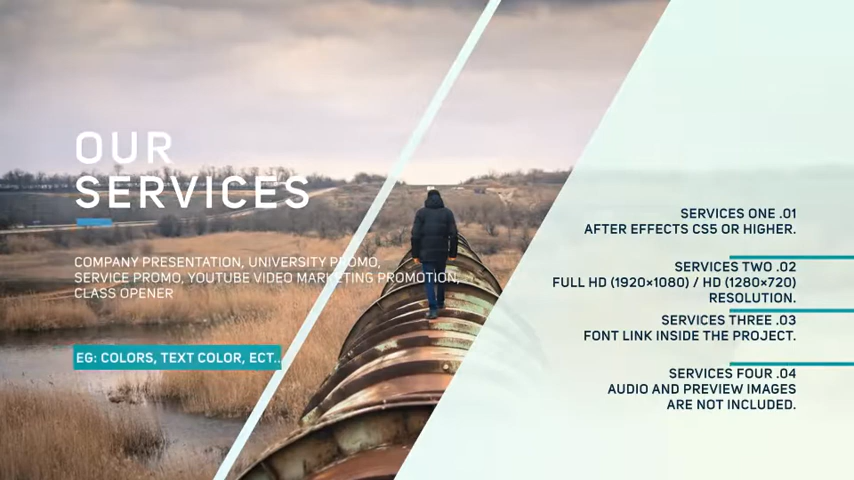 OUR
SERVICES
COMPANY PRESENTATION, UNIVERSITY PROMO,
SERVICE PROMO, YOUTUBE VIDEO MARKETING PROMOTION,
CLASS OPENER
EG: COLORS, TEXT COLOR, ECT..
SERVICES ONE .01
AFTER EFFECTS CS5 OR HIGHER.
SERVICES TWO .02
FULL HD (1920×1080) / HD (1280×720)
RESOLUTION.
SERVICES THREE .03
FONT LINK INSIDE THE PROJECT.
SERVICES FOUR .04
AUDIO AND PREVIEW IMAGES
ARE NOT INCLUDED.